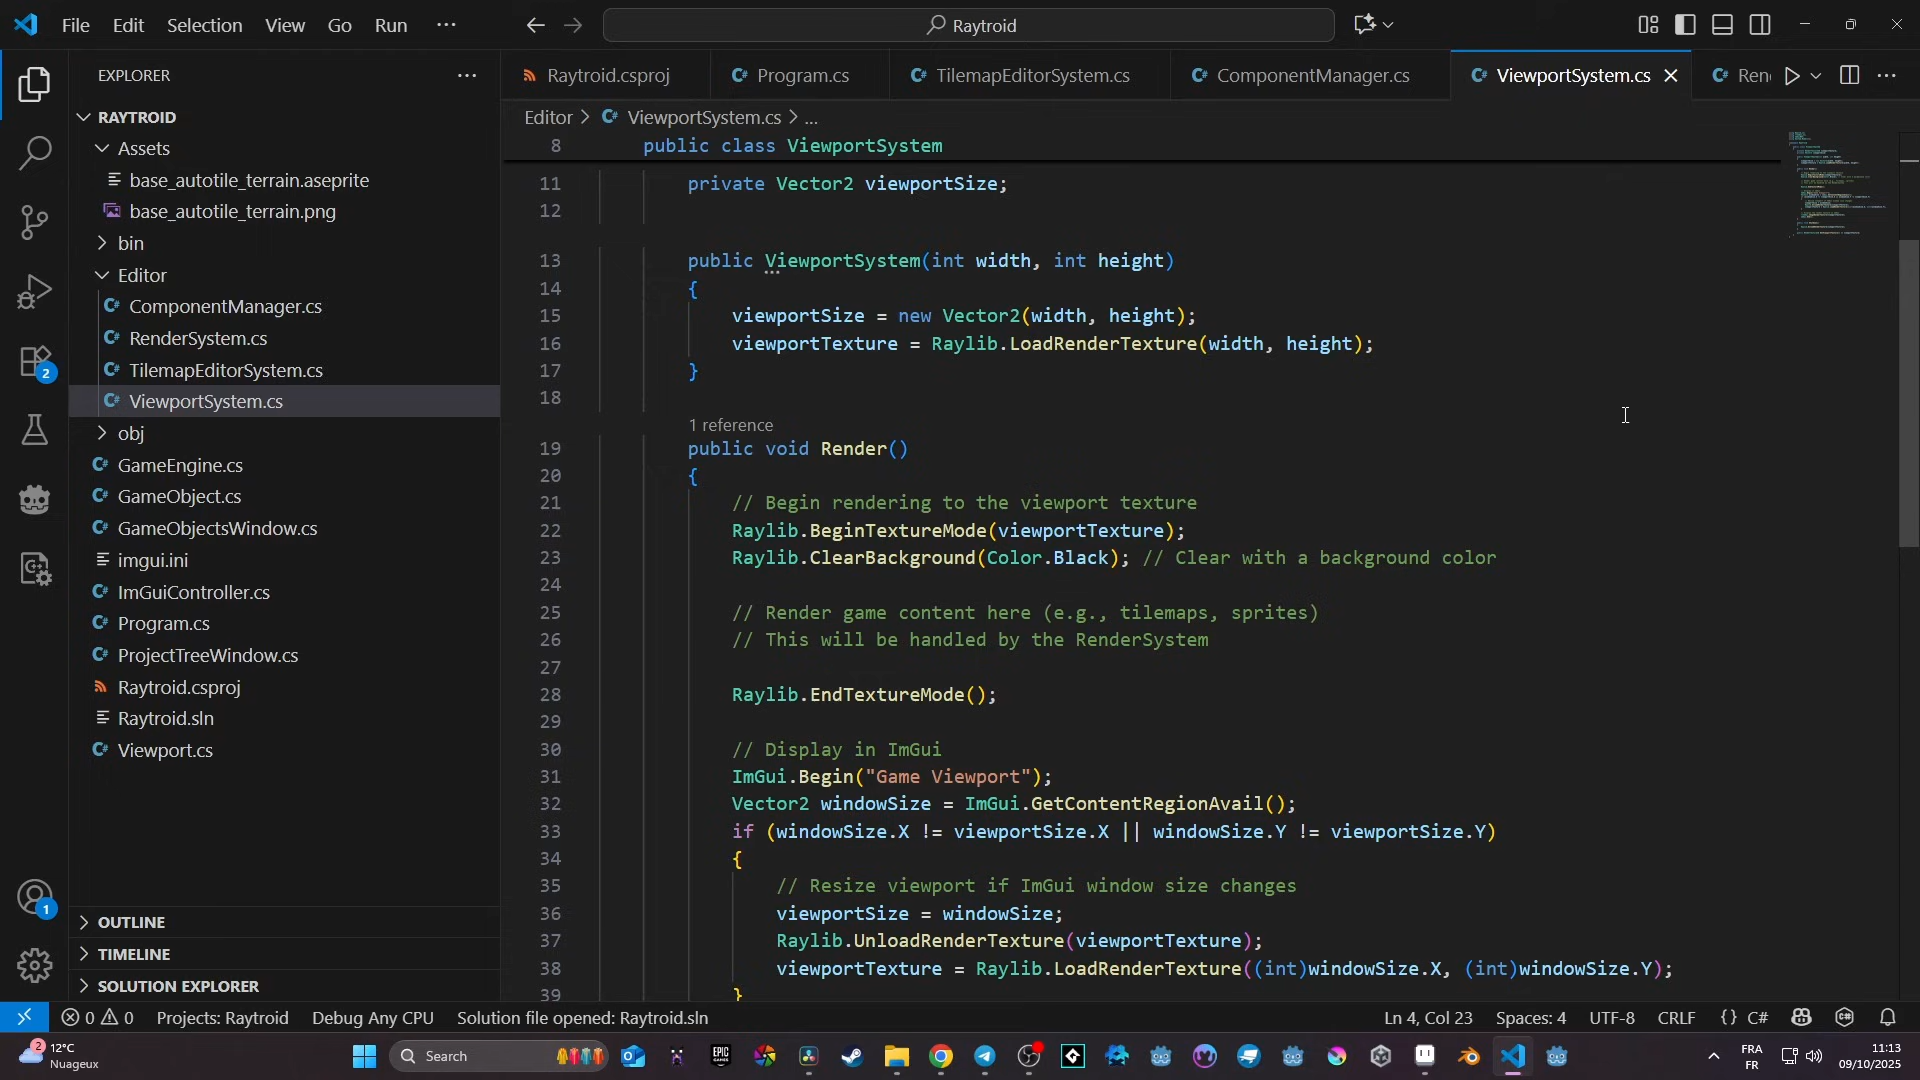 File Edit Selection View Go Run ···
Raytroid
EXPLORER
RAYTROID
Assets
base_autotile_terrain.aseprite
base_autotile_terrain.png
bin
Editor
ComponentManager.cs
RenderSystem.cs
TilemapEditorSystem.cs
ViewportSystem.cs
obj
GameEngine.cs
GameObject.cs
GameObjectsWindow.cs
imgui.ini
ImGuiController.cs
Program.cs
ProjectTreeWindow.cs
Raytroid.csproj
Raytroid.sln
Viewport.cs
OUTLINE
TIMELINE
SOLUTION EXPLORER
2
1
Raytroid.csproj Program.cs TilemapEditorSystem.cs ComponentManager.cs ViewportSystem.cs Ren
Editor > ViewportSystem.cs > ...
8 public class ViewportSystem
11 private Vector2 viewportSize;
12
13 public ViewportSystem(int width, int height)
14 {
15 viewportSize = new Vector2(width, height);
16 viewportTexture = Raylib.LoadRenderTexture(width, height);
17 }
18
1 reference
19 public void Render()
20 {
21 // Begin rendering to the viewport texture
22 Raylib.BeginTextureMode(viewportTexture);
23 Raylib.ClearBackground(Color.Black); // Clear with a background color
24
25 // Render game content here (e.g., tilemaps, sprites)
26 // This will be handled by the RenderSystem
27
28 Raylib.EndTextureMode();
29
30 // Display in ImGui
31 ImGui.Begin("Game Viewport");
32 Vector2 windowSize = ImGui.GetContentRegionAvail();
33 if (windowSize.X != viewportSize.X || windowSize.Y != viewportSize.Y)
34 {
35 // Resize viewport if ImGui window size changes
36 viewportSize = windowSize;
37 Raylib.UnloadRenderTexture(viewportTexture);
38 viewportTexture = Raylib.LoadRenderTexture((int)windowSize.X, (int)windowSize.Y);
39 }
0 0 Projects: Raytroid Debug Any CPU Solution file opened: Raytroid.sln Ln 4, Col 23 Spaces: 4 UTF-8 CRLF {} C#
2 12°C
Nuageux
Search
EPIC GAMES
FRA
FR
11:13
09/10/2025